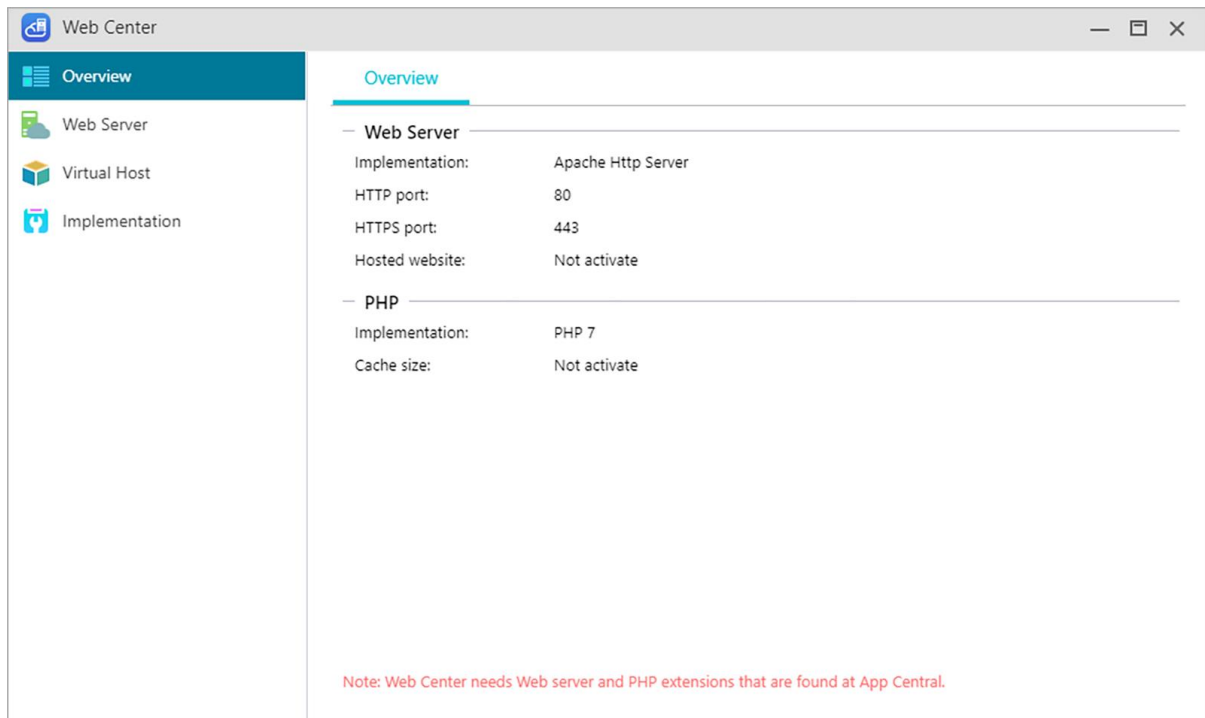 Web Center
Overview
Web Server
Virtual Host
Implementation
Overview
Web Server
Implementation: Apache Http Server
HTTP port: 80
HTTPS port: 443
Hosted website: Not activate
PHP
Implementation: PHP 7
Cache size: Not activate
Note: Web Center needs Web server and PHP extensions that are found at App Central.